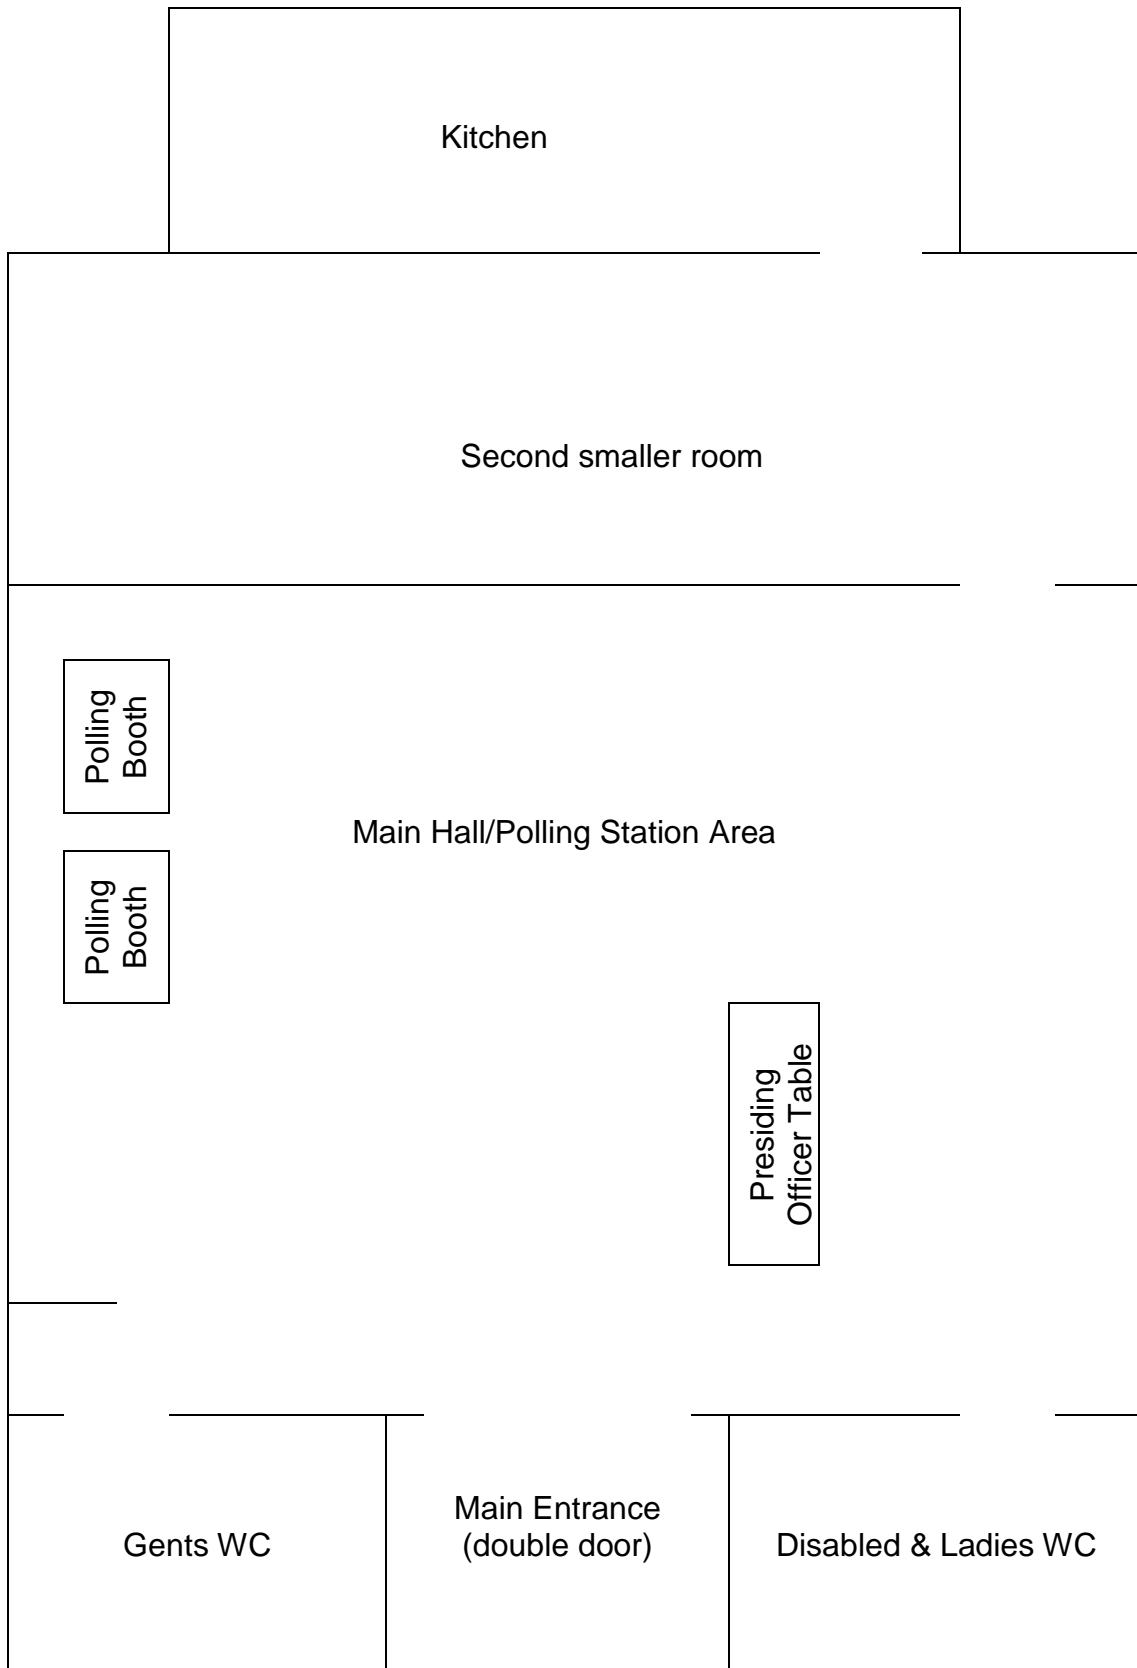 Kitchen
Second smaller room
Polling
Booth
Main Hall/Polling Station Area
Polling
Booth
Presiding
Officer Table
Gents WC
Main Entrance
(double door)
Disabled & Ladies WC